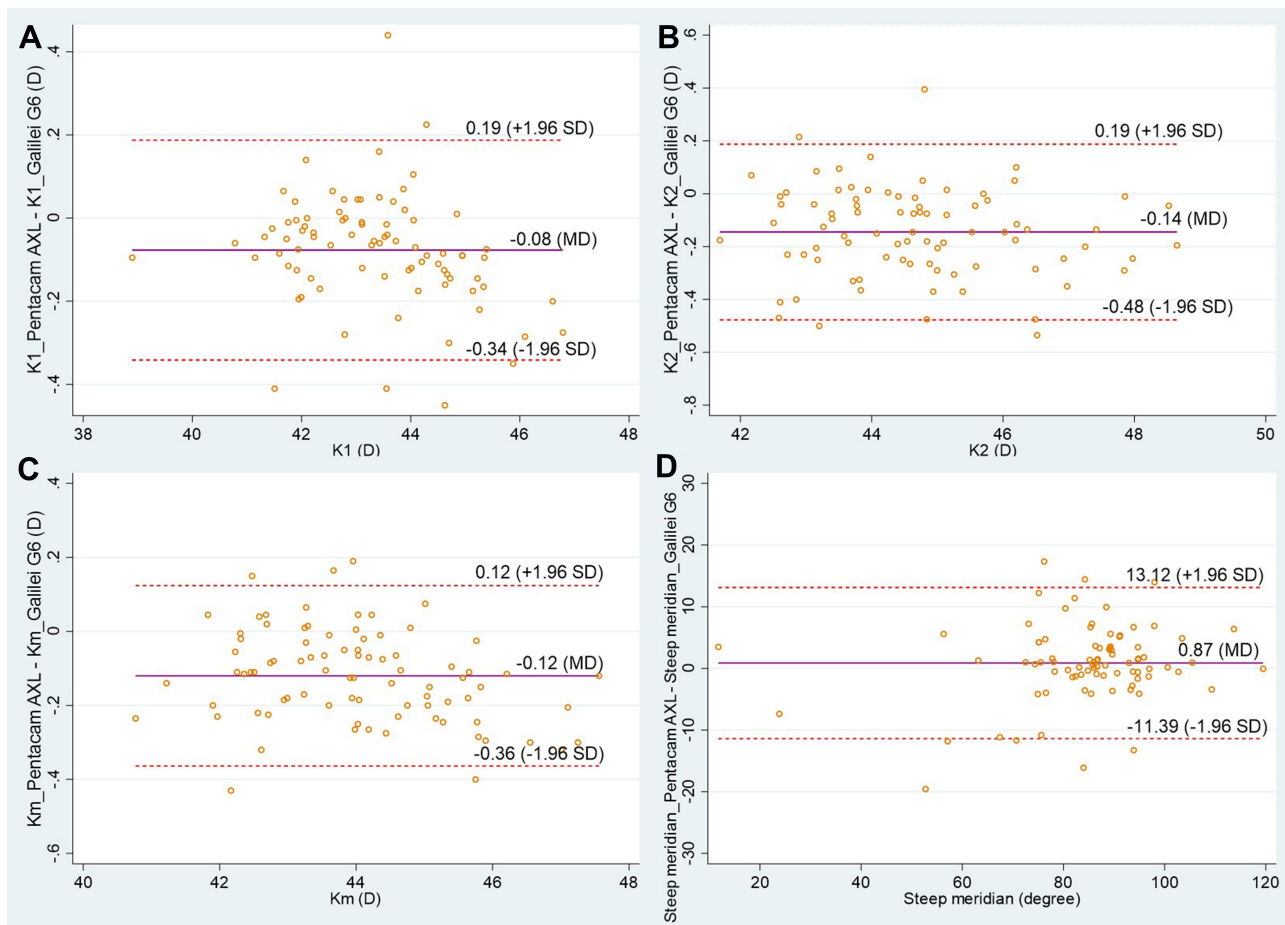 A
K1_Pentacam AXL - K1_Galilei G6 (D)
.4
.2
0
-.2
-.4
0.19 (+1.96 SD)
-0.08 (MD)
-0.34 (-1.96 SD)
38 40 42 44 46 48
K1 (D)
B
K2_Pentacam AXL - K2_Galilei G6 (D)
.6
.4
.2
0
-.2
-.4
-.6
-.8
0.19 (+1.96 SD)
-0.14 (MD)
-0.48 (-1.96 SD)
42 44 46 48 50
K2 (D)
C
Km_Pentacam AXL - Km_Galilei G6 (D)
.4
.2
0
-.2
-.4
-.6
0.12 (+1.96 SD)
-0.12 (MD)
-0.36 (-1.96 SD)
40 42 44 46 48
Km (D)
D
Steep meridian_Pentacam AXL - Steep meridian_Galilei G6
30
20
10
0
-10
-20
-30
13.12 (+1.96 SD)
0.87 (MD)
-11.39 (-1.96 SD)
20 40 60 80 100 120
Steep meridian (degree)